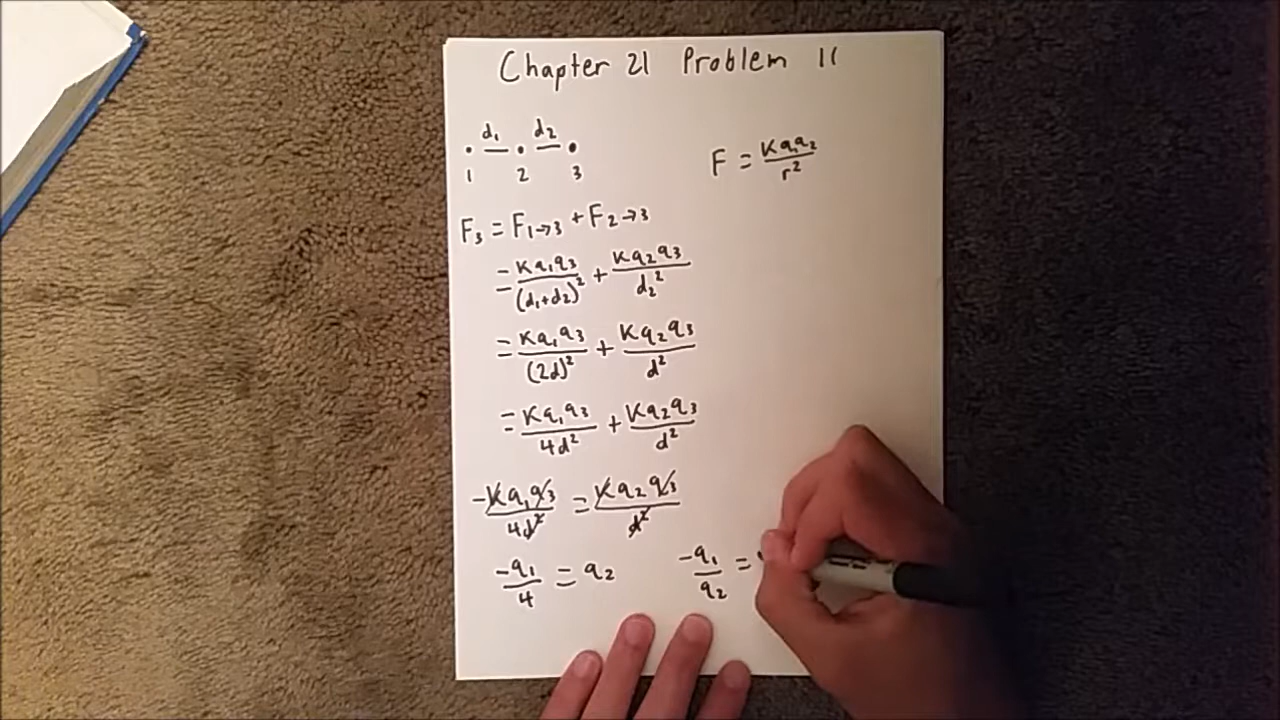 Chapter 21 Problem 11
d₁ d₂
1 2 3
F = Kq₁q₂/r²
F₃ = F₁→₃ + F₂→₃
= Kq₁q₃/(d₁+d₂)² + Kq₂q₃/d₂²
= Kq₁q₃/(2d)² + Kq₂q₃/d²
= Kq₁q₃/4d² + Kq₂q₃/d²
-Kq₁q₃/4d² = Kq₂q₃/d²
-q₁/4 = q₂
-q₁/q₂ =